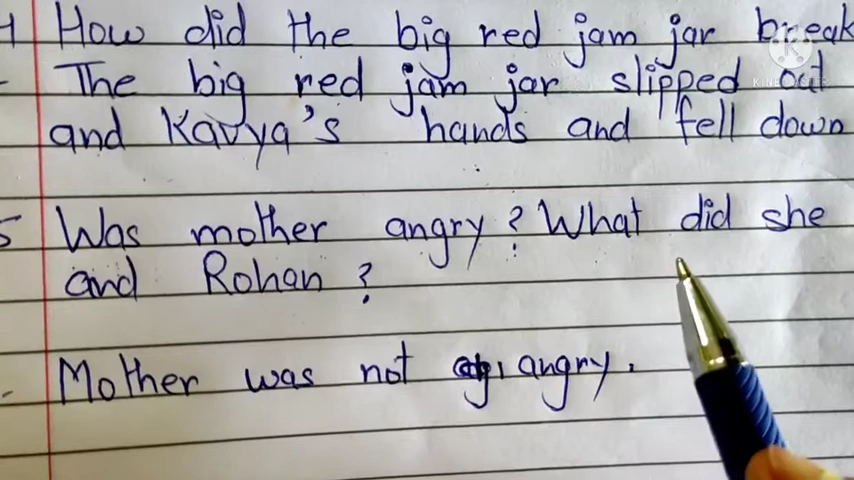 4 How did the big red jam jar break
- The big red jam jar slipped out
and Kavya's hands and fell down
5 Was mother angry? What did she
and Rohan?
- Mother was not angry.